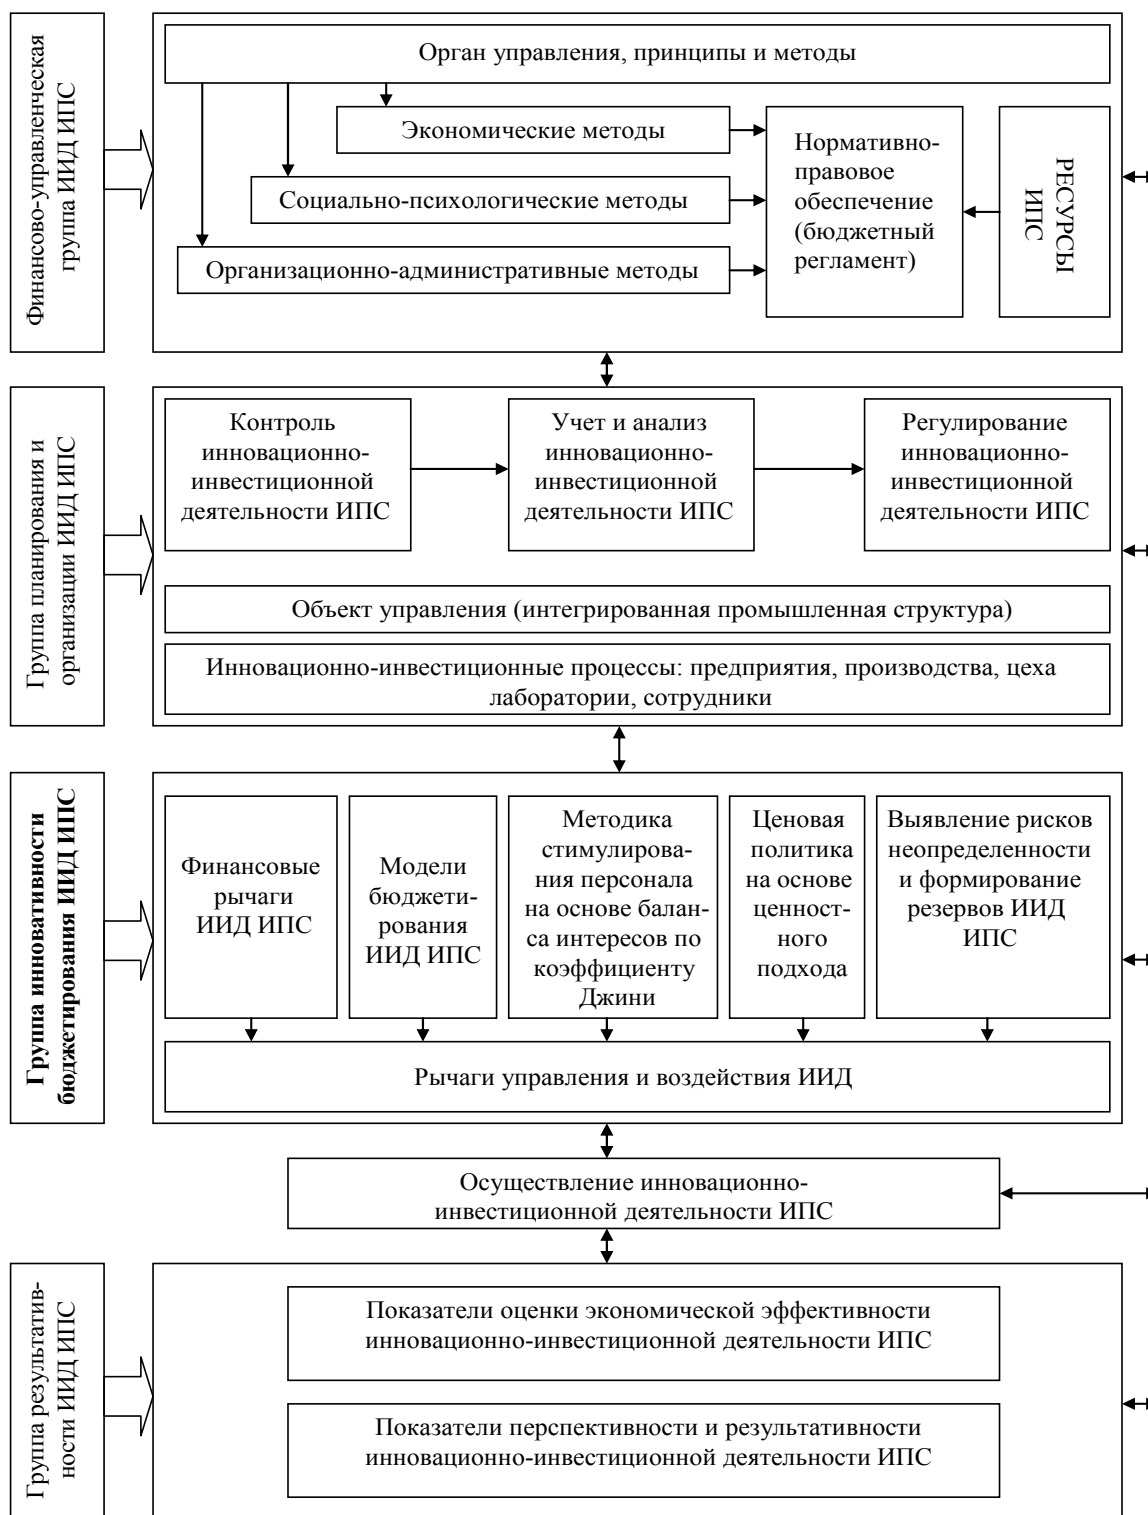 Финансово-управленческая
группа ИИД ИПС
Орган управления, принципы и методы
Экономические методы
Социально-психологические методы
Организационно-административные методы
Нормативно-
правовое
обеспечение
(бюджетный
регламент)
РЕСУРСЫ
ИПС
Группа планирования и
организации ИИД ИПС
Контроль
инновационно-
инвестиционной
деятельности ИПС
Учет и анализ
инновационно-
инвестиционной
деятельности ИПС
Регулирование
инновационно-
инвестиционной
деятельности ИПС
Объект управления (интегрированная промышленная структура)
Инновационно-инвестиционные процессы: предприятия, производства, цеха
лаборатории, сотрудники
Группа инновативности
бюджетирования ИИД ИПС
Финансовые
рычаги
ИИД ИПС
Модели
бюджети-
рования
ИИД ИПС
Методика
стимулирова-
ния персонала
на основе балан-
са интересов по
коэффициенту
Джини
Ценовая
политика
на основе
ценност-
ного
подхода
Выявление рисков
неопределенности
и формирование
резервов ИИД
ИПС
Рычаги управления и воздействия ИИД
Осуществление инновационно-
инвестиционной деятельности ИПС
Группа результатив-
ности ИИД ИПС
Показатели оценки экономической эффективности
инновационно-инвестиционной деятельности ИПС
Показатели перспективности и результативности
инновационно-инвестиционной деятельности ИПС